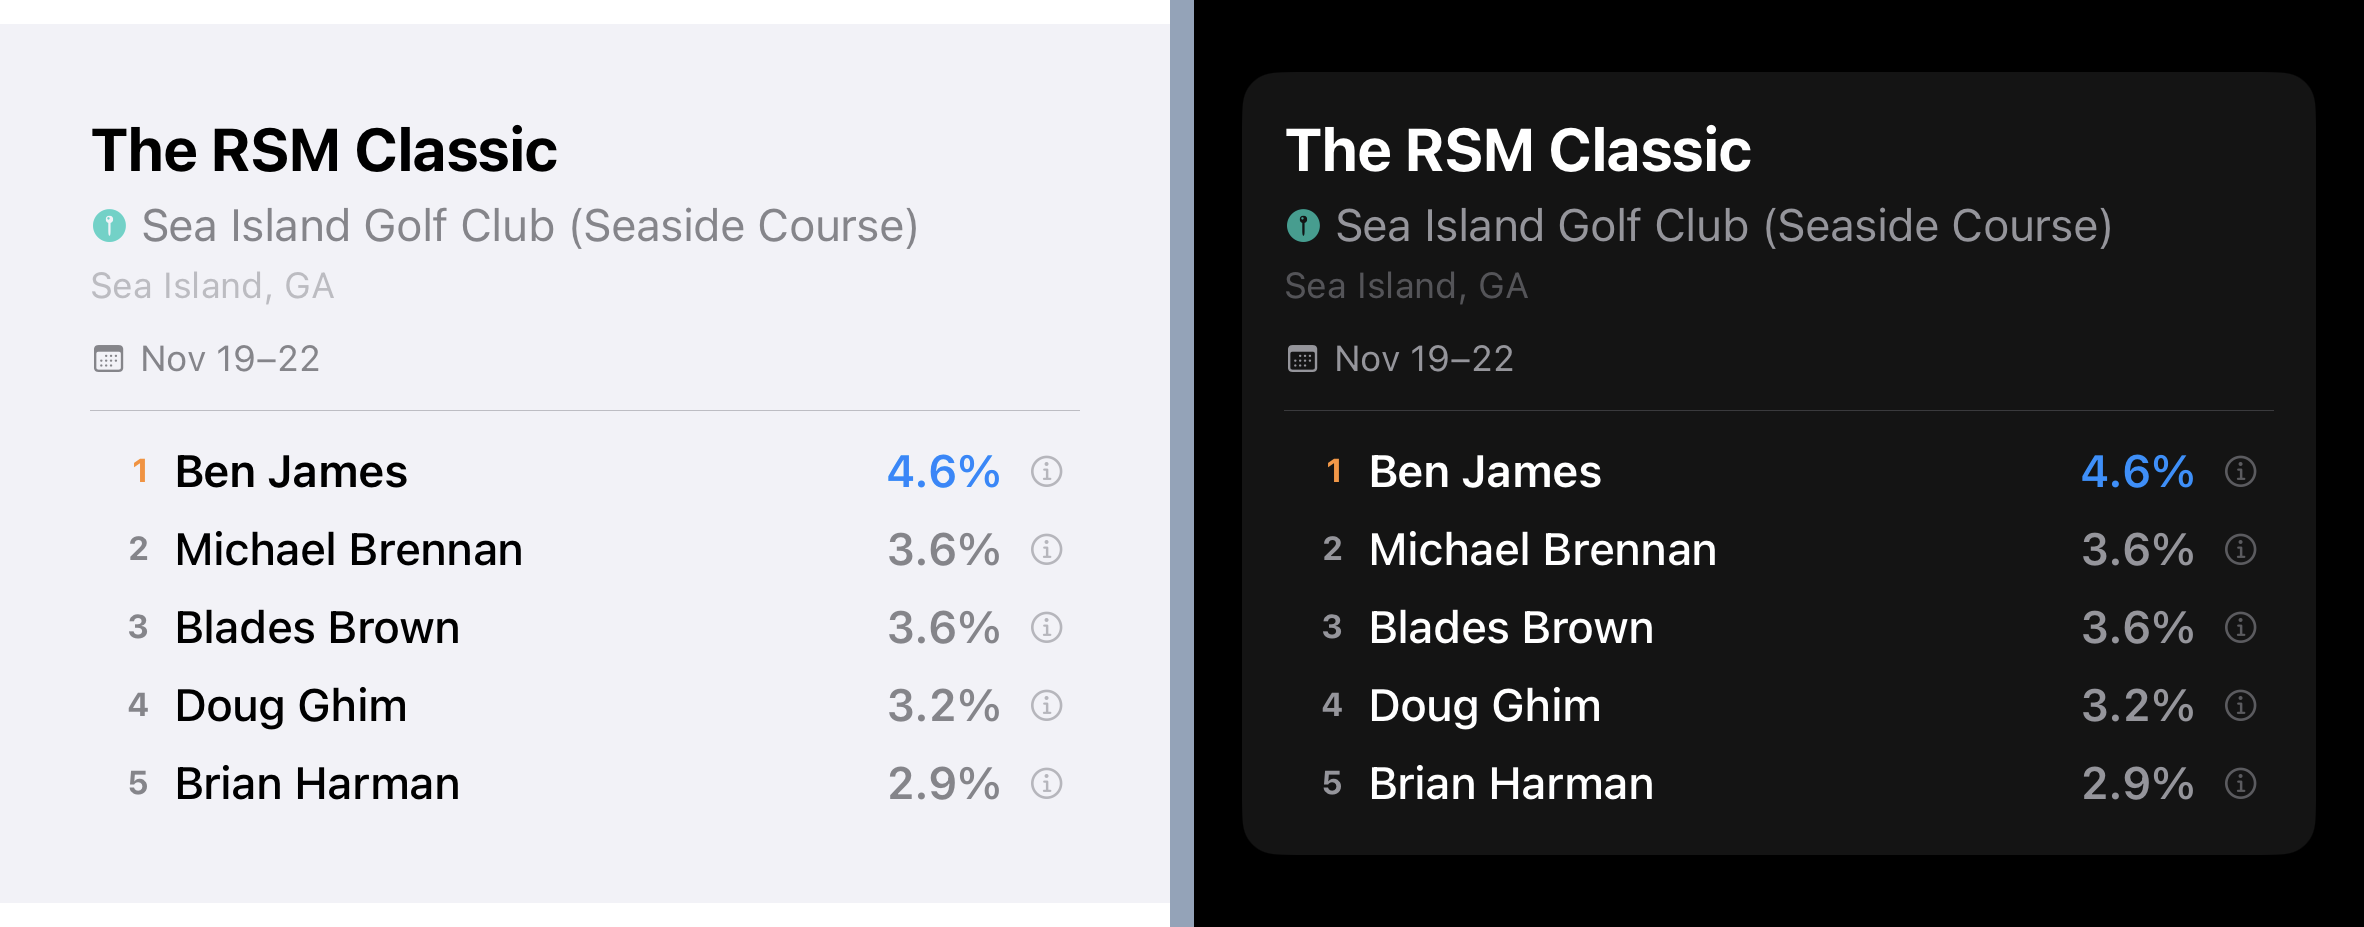 The RSM Classic
Sea Island Golf Club (Seaside Course)
Sea Island, GA
Nov 19–22
1 Ben James 4.6%
2 Michael Brennan 3.6%
3 Blades Brown 3.6%
4 Doug Ghim 3.2%
5 Brian Harman 2.9%
The RSM Classic
Sea Island Golf Club (Seaside Course)
Sea Island, GA
Nov 19–22
1 Ben James 4.6%
2 Michael Brennan 3.6%
3 Blades Brown 3.6%
4 Doug Ghim 3.2%
5 Brian Harman 2.9%